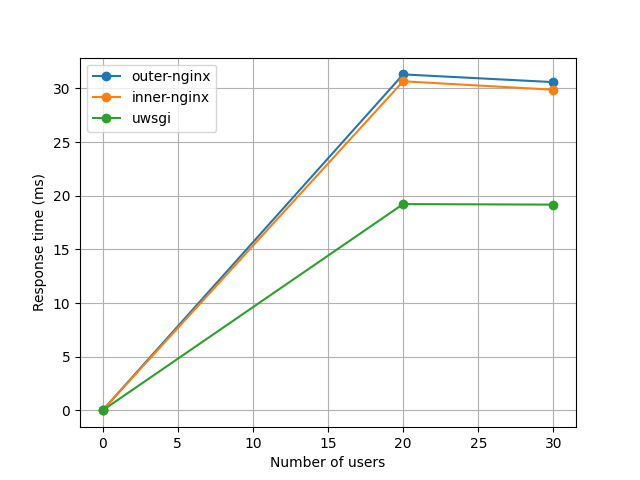 outer-nginx
inner-nginx
uwsgi
Response time (ms)
30
25
20
15
10
5
0
0 5 10 15 20 25 30
Number of users